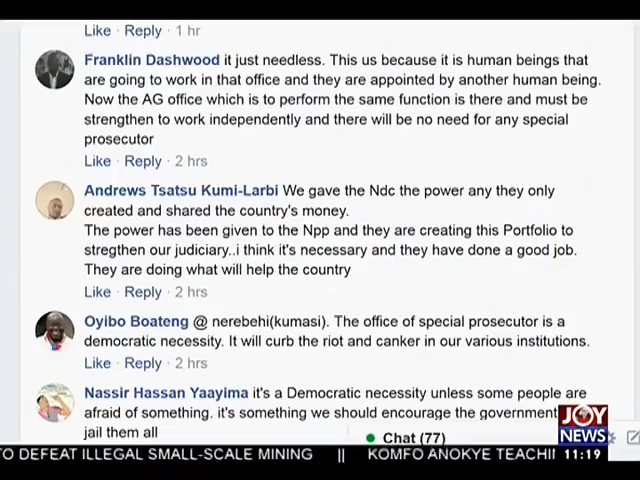 Like · Reply · 1 hr
Franklin Dashwood it just needless. This us because it is human beings that
are going to work in that office and they are appointed by another human being.
Now the AG office which is to perform the same function is there and must be
strengthen to work independently and there will be no need for any special
prosecutor
Like · Reply · 2 hrs
Andrews Tsatsu Kumi-Larbi We gave the Ndc the power any they only
created and shared the country's money.
The power has been given to the Npp and they are creating this Portfolio to
stregthen our judiciary..i think it's necessary and they have done a good job.
They are doing what will help the country
Like · Reply · 2 hrs
Oyibo Boateng @ nerebehi(kumasi). The office of special prosecutor is a
democratic necessity. It will curb the riot and canker in our various institutions.
Like · Reply · 2 hrs
Nassir Hassan Yaayima it's a Democratic necessity unless some people are
afraid of something. it's something we should encourage the government
jail them all
Chat (77)
JOY
NEWS
TO DEFEAT ILLEGAL SMALL-SCALE MINING || KOMFO ANOKYE TEACHI
11:19